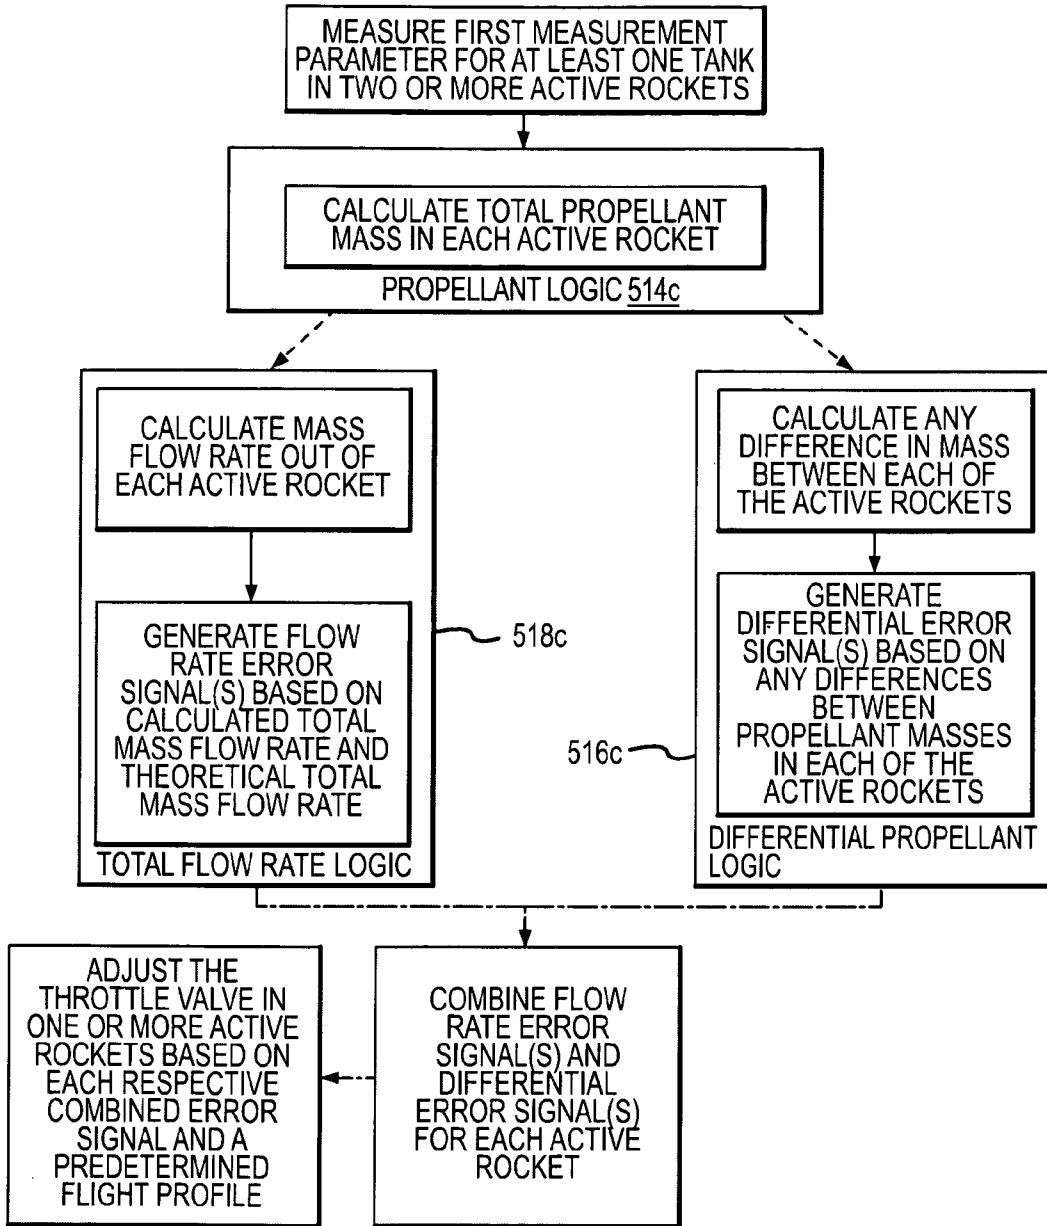 MEASURE FIRST MEASUREMENT
PARAMETER FOR AT LEAST ONE TANK
IN TWO OR MORE ACTIVE ROCKETS
CALCULATE TOTAL PROPELLANT
MASS IN EACH ACTIVE ROCKET
PROPELLANT LOGIC 514c
CALCULATE MASS
FLOW RATE OUT OF
EACH ACTIVE ROCKET
GENERATE FLOW
RATE ERROR
SIGNAL(S) BASED ON
CALCULATED TOTAL
MASS FLOW RATE AND
THEORETICAL TOTAL
MASS FLOW RATE
TOTAL FLOW RATE LOGIC
518c
CALCULATE ANY
DIFFERENCE IN MASS
BETWEEN EACH OF
THE ACTIVE ROCKETS
GENERATE
DIFFERENTIAL ERROR
SIGNAL(S) BASED ON
ANY DIFFERENCES
BETWEEN
PROPELLANT MASSES
IN EACH OF THE
ACTIVE ROCKETS
516c
DIFFERENTIAL PROPELLANT
LOGIC
COMBINE FLOW
RATE ERROR
SIGNAL(S) AND
DIFFERENTIAL
ERROR SIGNAL(S)
FOR EACH ACTIVE
ROCKET
ADJUST THE
THROTTLE VALVE IN
ONE OR MORE ACTIVE
ROCKETS BASED ON
EACH RESPECTIVE
COMBINED ERROR
SIGNAL AND A
PREDETERMINED
FLIGHT PROFILE